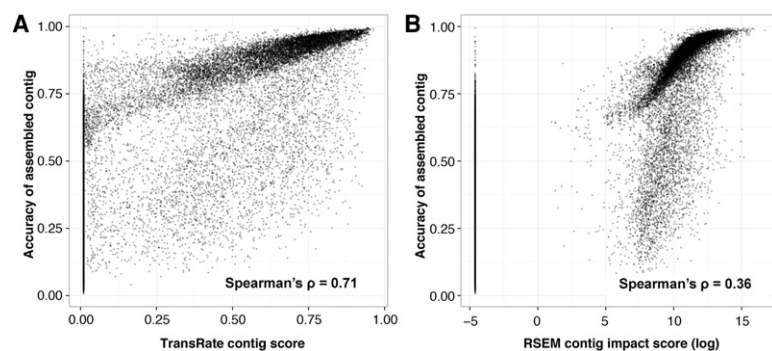 A
Accuracy of assembled contig
1.00
0.75
0.50
0.25
0.00
Spearman's ρ = 0.71
0.00 0.25 0.50 0.75 1.00
TransRate contig score
B
Accuracy of assembled contig
1.00
0.75
0.50
0.25
0.00
Spearman's ρ = 0.36
−5 0 5 10 15
RSEM contig impact score (log)